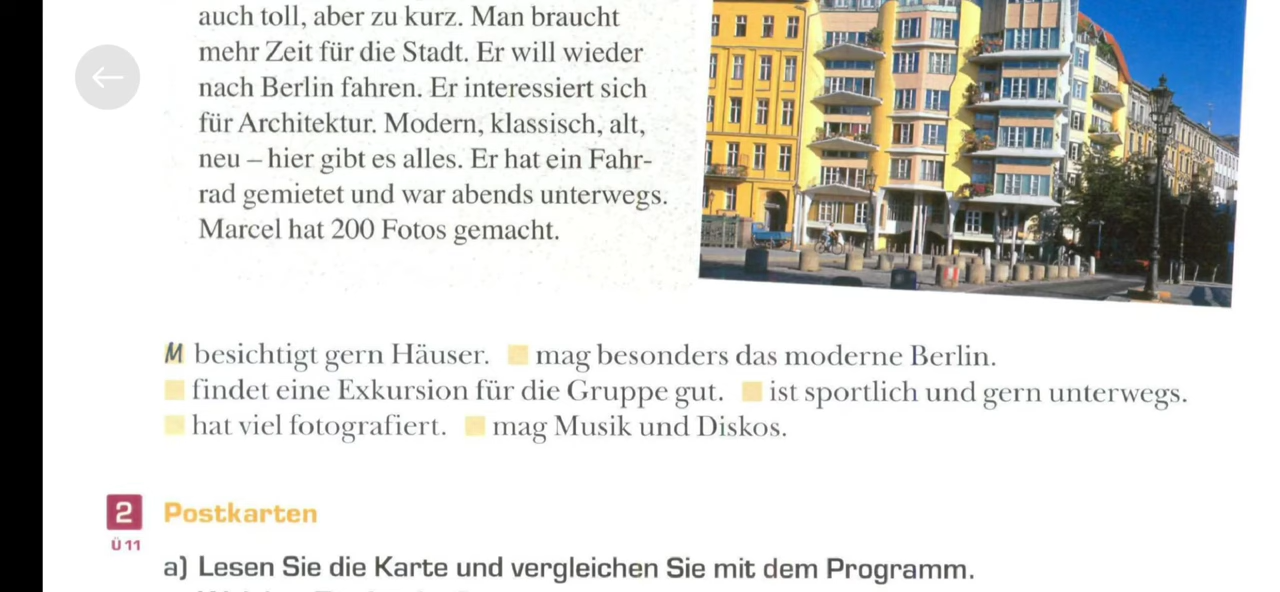 auch toll, aber zu kurz. Man braucht
mehr Zeit für die Stadt. Er will wieder
nach Berlin fahren. Er interessiert sich
für Architektur. Modern, klassisch, alt,
neu – hier gibt es alles. Er hat ein Fahr-
rad gemietet und war abends unterwegs.
Marcel hat 200 Fotos gemacht.
M besichtigt gern Häuser. mag besonders das moderne Berlin.
findet eine Exkursion für die Gruppe gut. ist sportlich und gern unterwegs.
hat viel fotografiert. mag Musik und Diskos.
2 Postkarten
Ü 11
a) Lesen Sie die Karte und vergleichen Sie mit dem Programm.